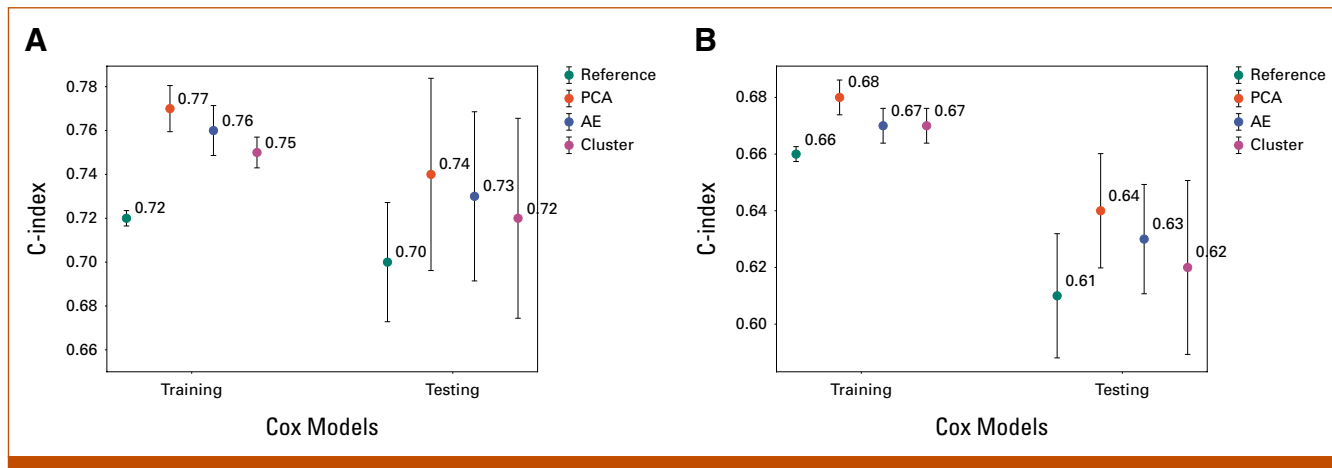 A
C-index
0.78
0.76
0.74
0.72
0.70
0.68
0.66
0.72
0.77
0.76
0.75
0.70
0.74
0.73
0.72
Training
Testing
Cox Models
Reference
PCA
AE
Cluster
B
C-index
0.68
0.66
0.64
0.62
0.60
0.66
0.68
0.67
0.67
0.61
0.64
0.63
0.62
Training
Testing
Cox Models
Reference
PCA
AE
Cluster